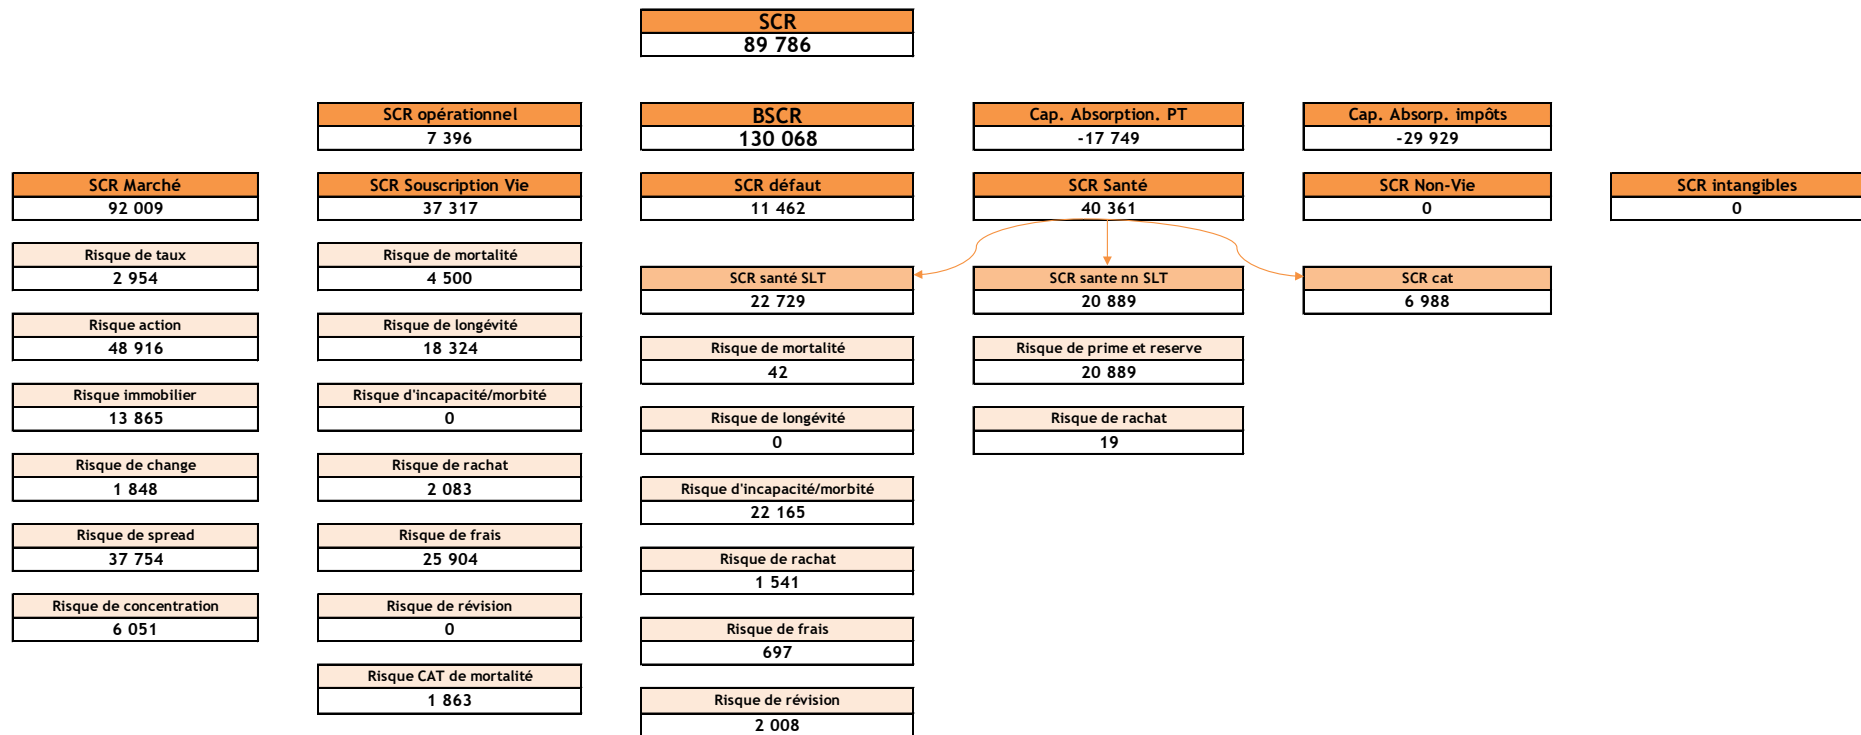 SCR
89 786
SCR opérationnel
7 396
BSCR
130 068
Cap. Absorption. PT
-17 749
Cap. Absorp. impôts
-29 929
SCR Marché
92 009
SCR Souscription Vie
37 317
SCR défaut
11 462
SCR Santé
40 361
SCR Non-Vie
0
SCR intangibles
0
Risque de taux
2 954
Risque action
48 916
Risque immobilier
13 865
Risque de change
1 848
Risque de spread
37 754
Risque de concentration
6 051
Risque de mortalité
4 500
Risque de longévité
18 324
Risque d'incapacité/morbité
0
Risque de rachat
2 083
Risque de frais
25 904
Risque de révision
0
Risque CAT de mortalité
1 863
SCR santé SLT
22 729
Risque de mortalité
42
Risque de longévité
0
Risque d'incapacité/morbité
22 165
Risque de rachat
1 541
Risque de frais
697
Risque de révision
2 008
SCR sante nn SLT
20 889
Risque de prime et reserve
20 889
Risque de rachat
19
SCR cat
6 988